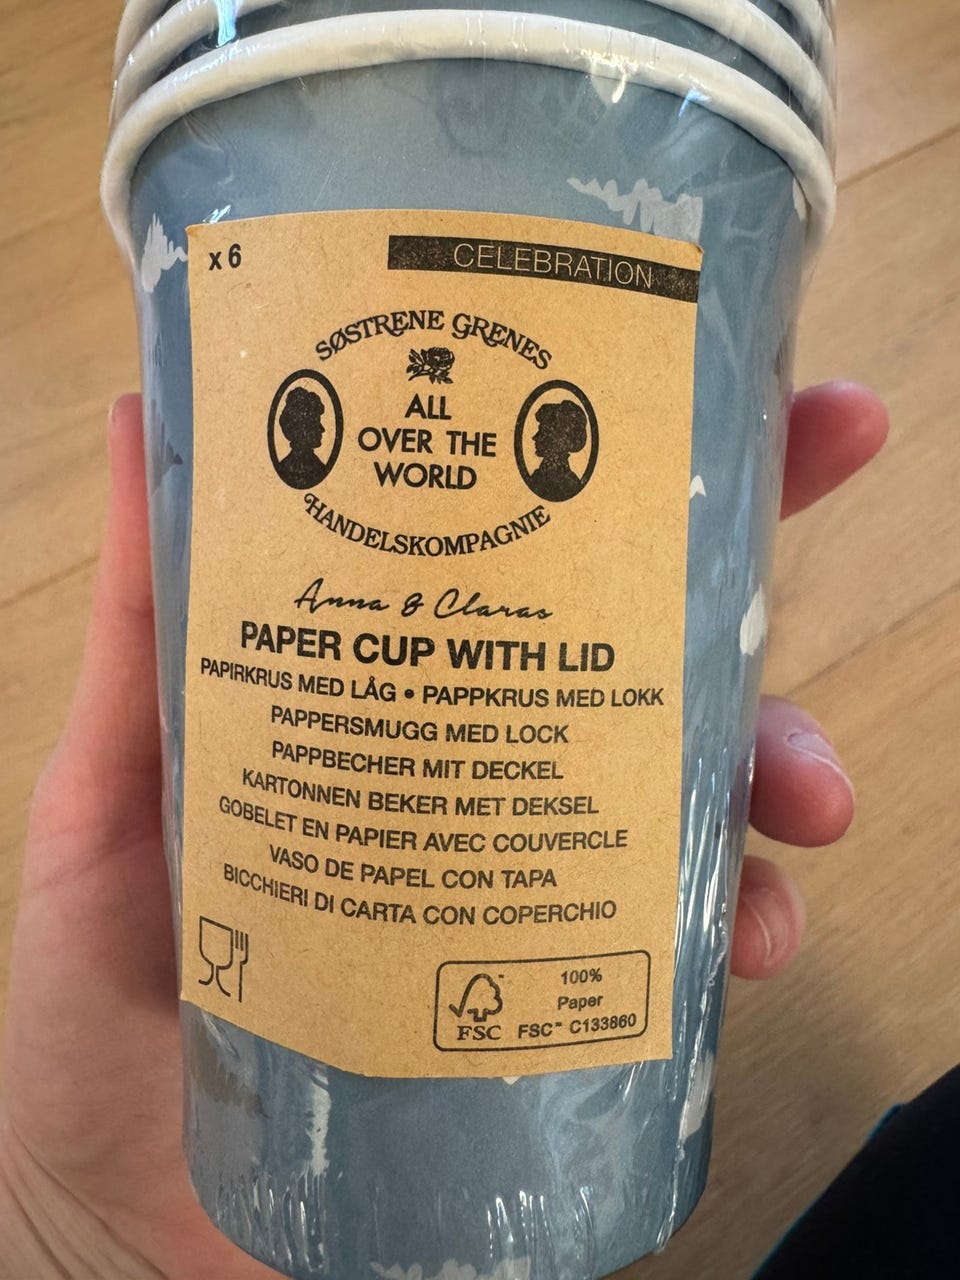 x 6
CELEBRATION
SØSTRENE GRENES
ALL
OVER THE
WORLD
HANDELSKOMPAGNIE
Anna & Claras
PAPER CUP WITH LID
PAPIRKRUS MED LÅG • PAPPKRUS MED LOKK
PAPPERSMUGG MED LOCK
PAPPBECHER MIT DECKEL
KARTONNEN BEKER MET DEKSEL
GOBELET EN PAPIER AVEC COUVERCLE
VASO DE PAPEL CON TAPA
BICCHIERI DI CARTA CON COPERCHIO
FSC
™
100%
Paper
FSC™ C133860